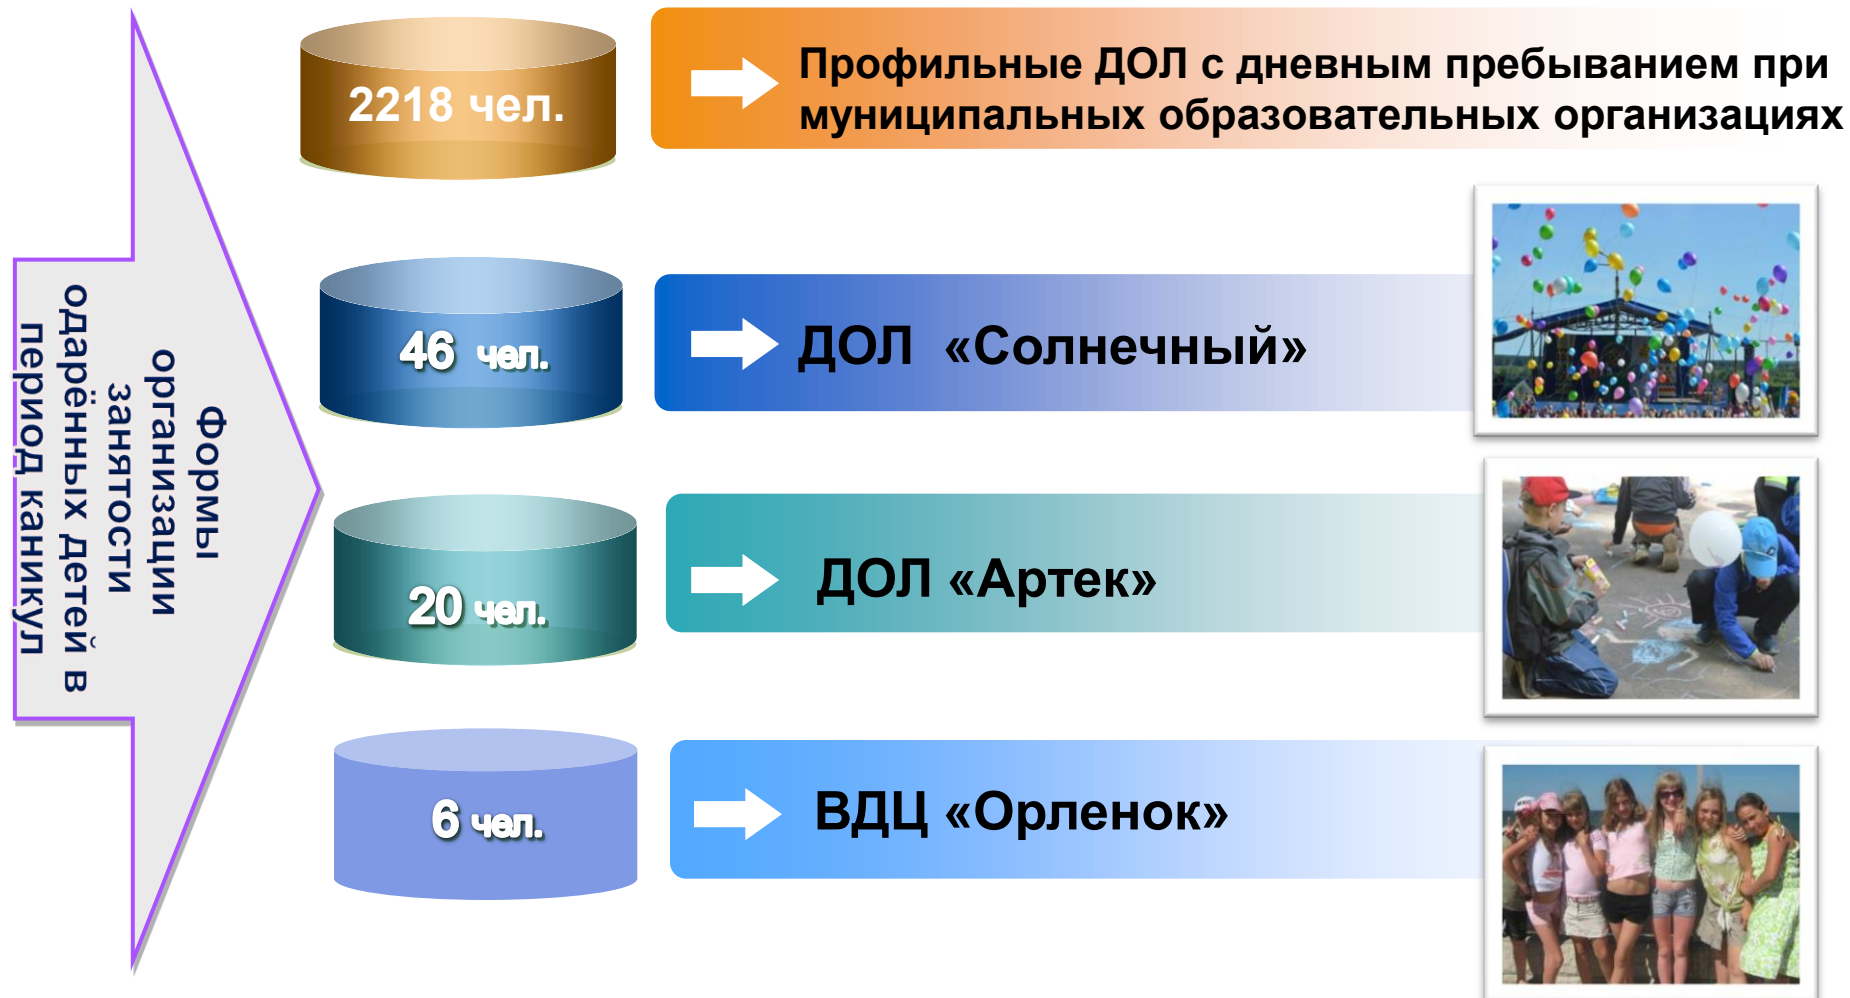 Формы
организации
занятости
одарённых детей в
период каникул
2218 чел.
Профильные ДОЛ с дневным пребыванием при
муниципальных образовательных организациях
46 чел.
ДОЛ «Солнечный»
20 чел.
ДОЛ «Артек»
6 чел.
ВДЦ «Орленок»